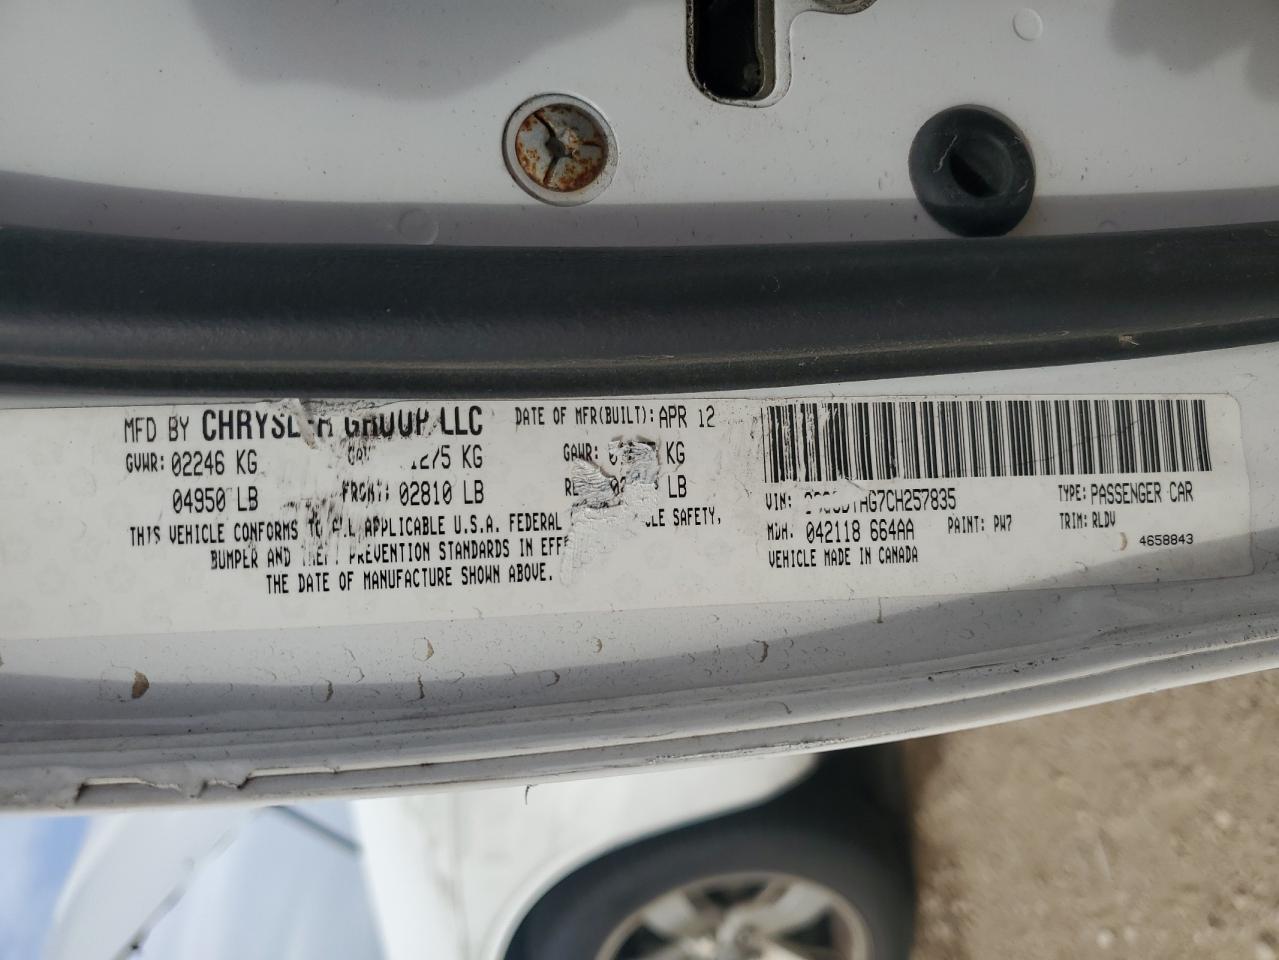 MFD BY CHRYSLER GROUP LLC DATE OF MFR(BUILT): APR 12
GVWR: 02246 KG KG GAWR: KG
04950 LB FRONT: 02810 LB LB
THIS VEHICLE CONFORMS TO ALL APPLICABLE U.S.A. FEDERAL SAFETY,
BUMPER AND THEFT PREVENTION STANDARDS IN
THE DATE OF MANUFACTURE SHOWN ABOVE.
VIN: TYPE: PASSENGER CAR
MDH: 042118 664AA PAINT: PW7 TRIM: RLDV
VEHICLE MADE IN CANADA 4658843